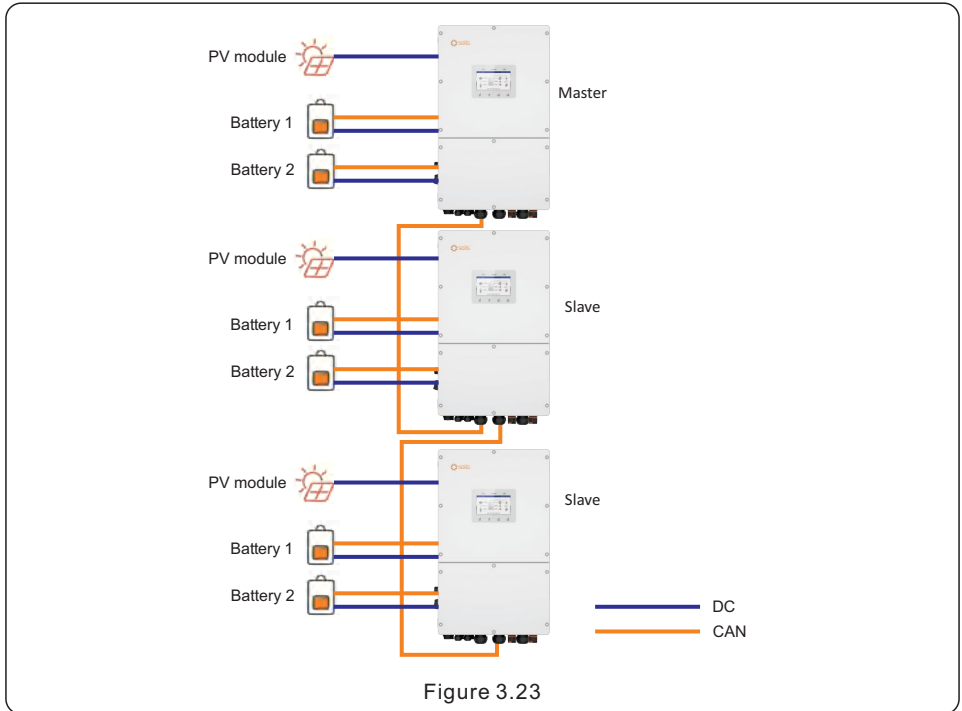 PV module
Master
Battery 1
Battery 2
PV module
Slave
Battery 1
Battery 2
PV module
Slave
Battery 1
Battery 2
DC
CAN
Figure 3.23